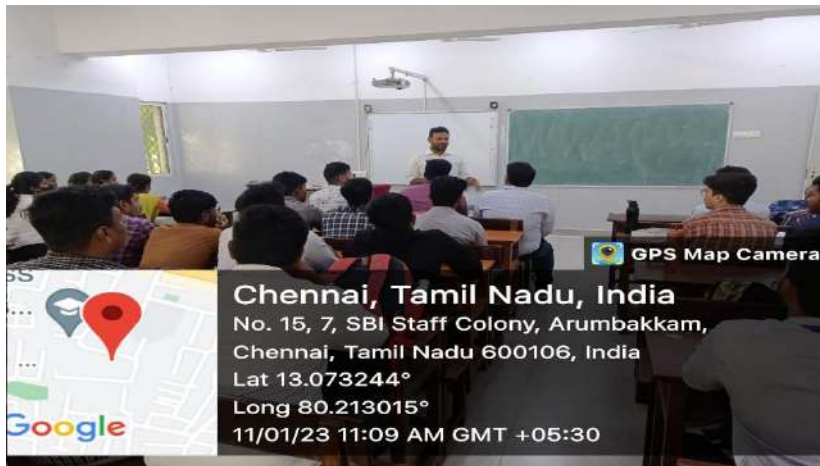 GPS Map Camera
SS
...
...
Google
Chennai, Tamil Nadu, India
No. 15, 7, SBI Staff Colony, Arumbakkam,
Chennai, Tamil Nadu 600106, India
Lat 13.073244°
Long 80.213015°
11/01/23 11:09 AM GMT +05:30